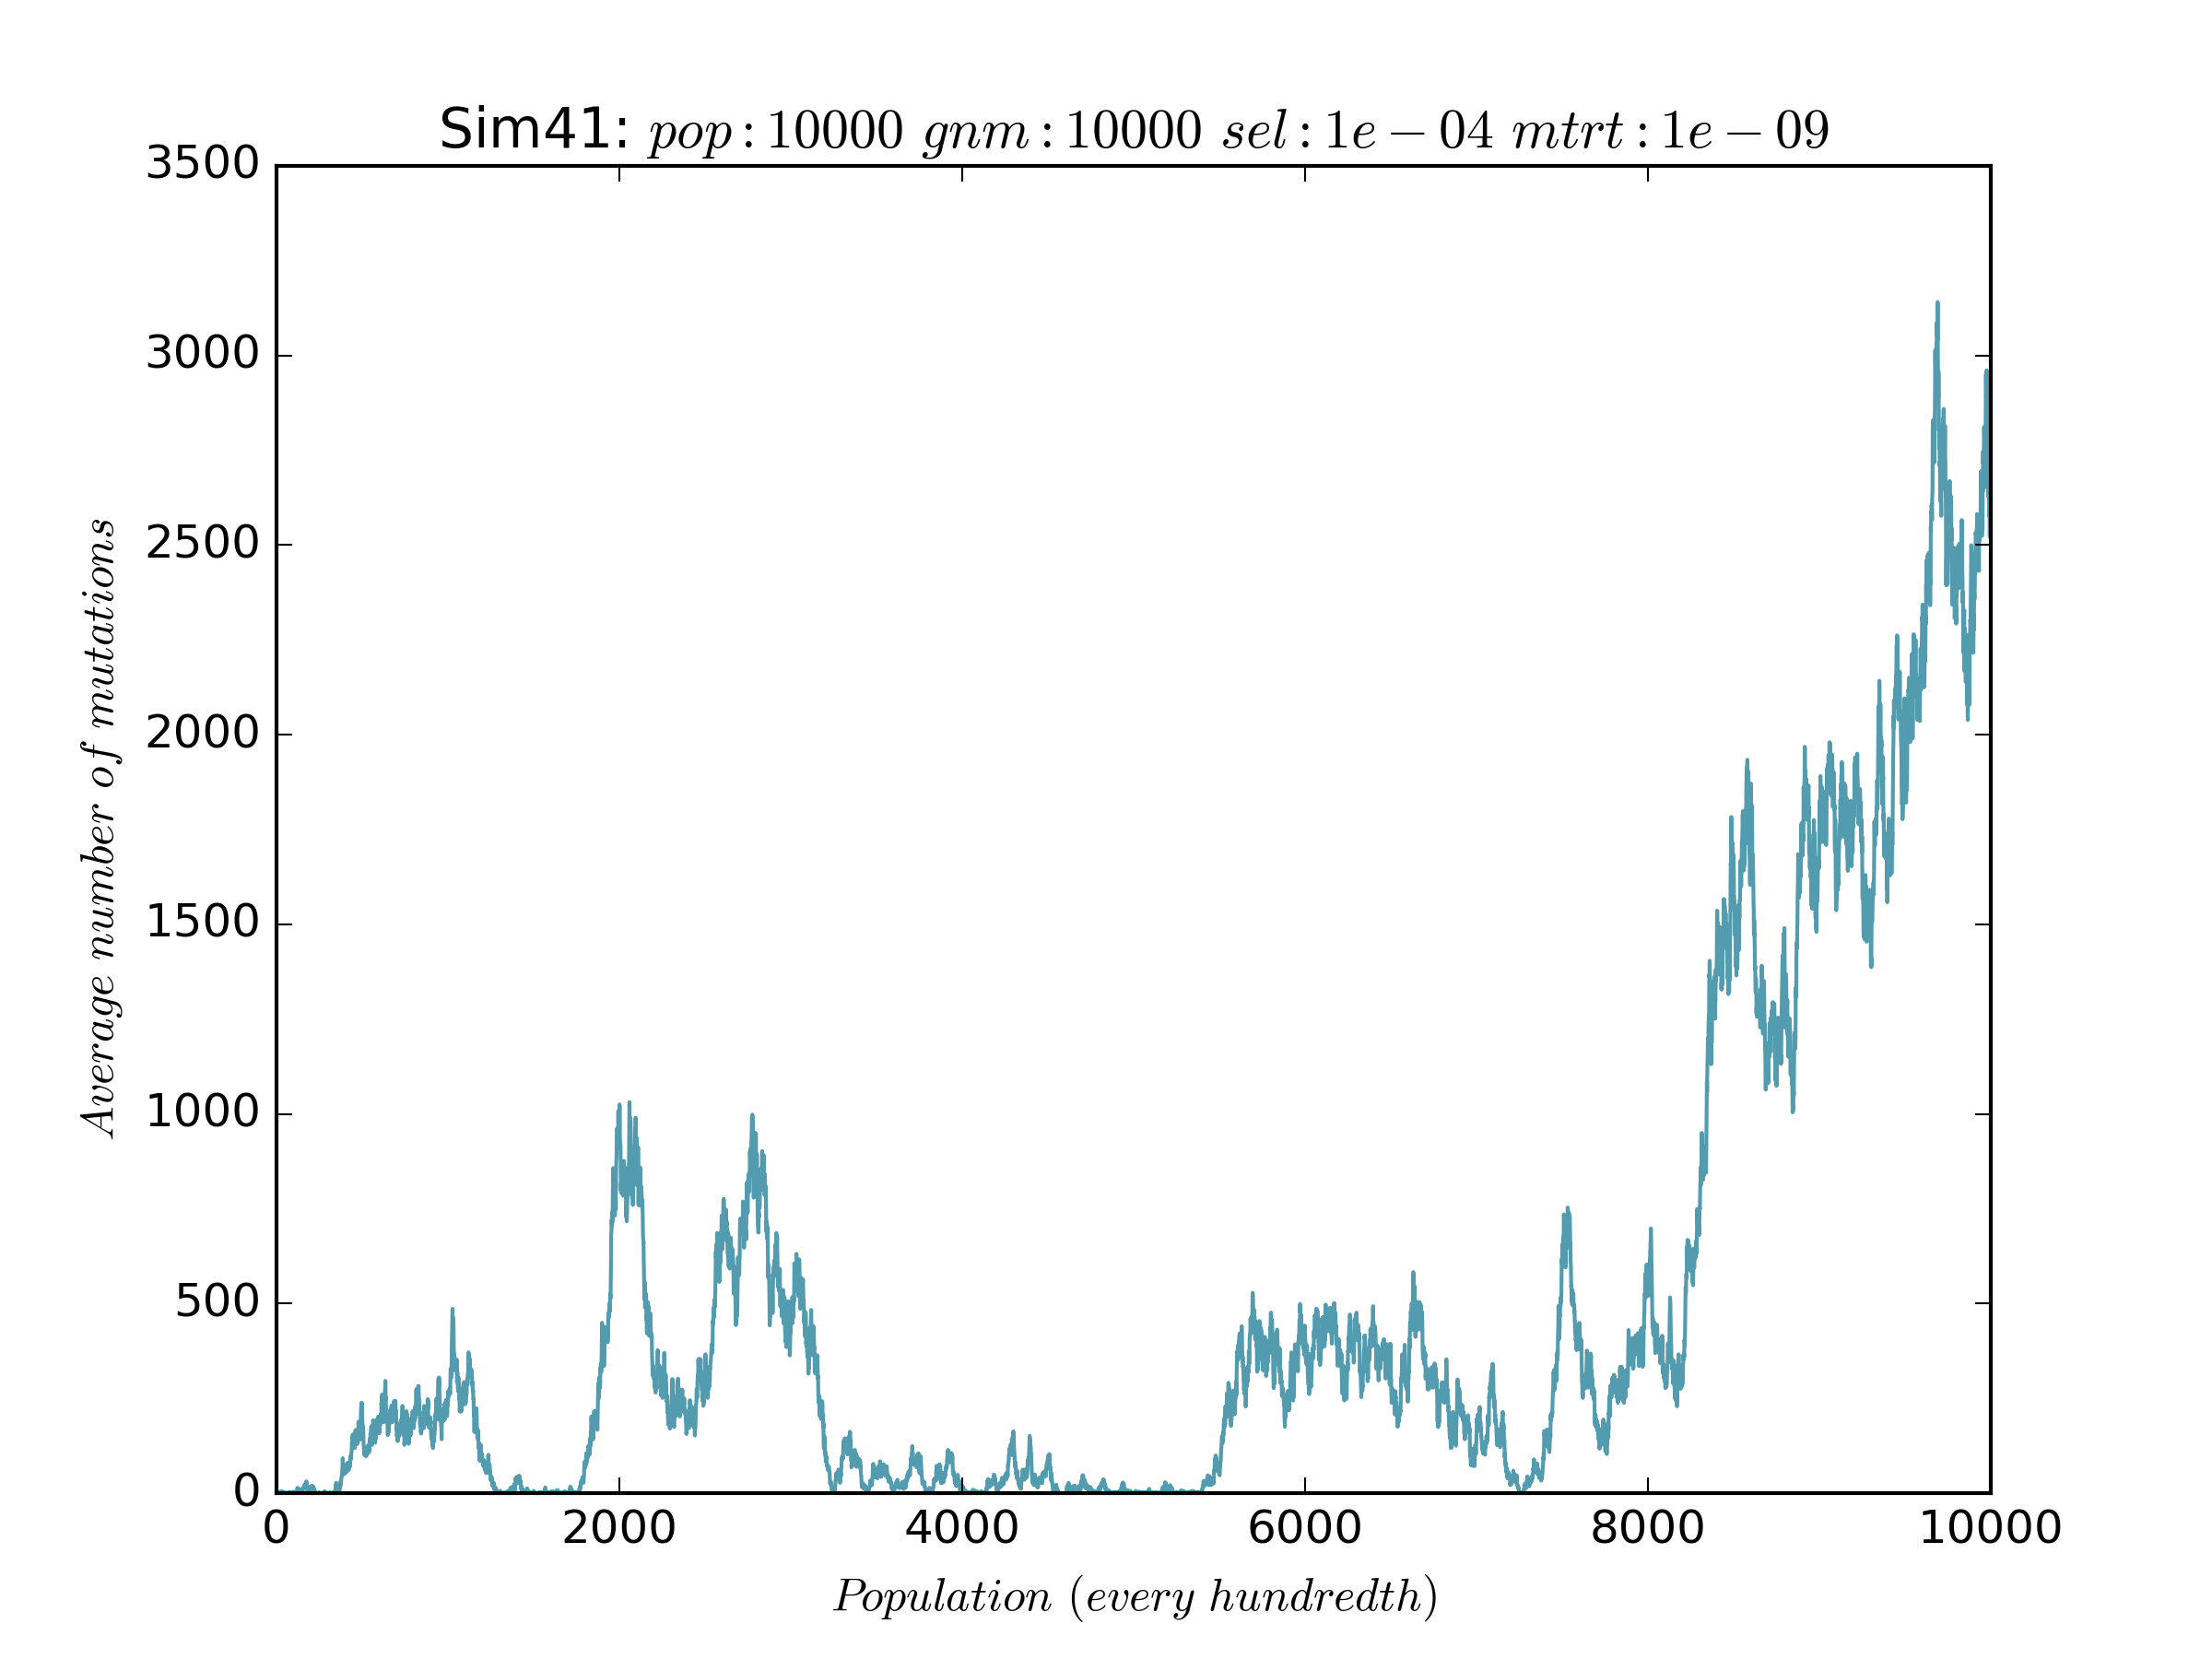 Sim41: pop : 10000 gnm : 10000 sel : 1e − 04 mtrt : 1e − 09
3500
3000
2500
2000
1500
1000
500
0
Average number of mutations
0 2000 4000 6000 8000 10000
Population (every hundredth)